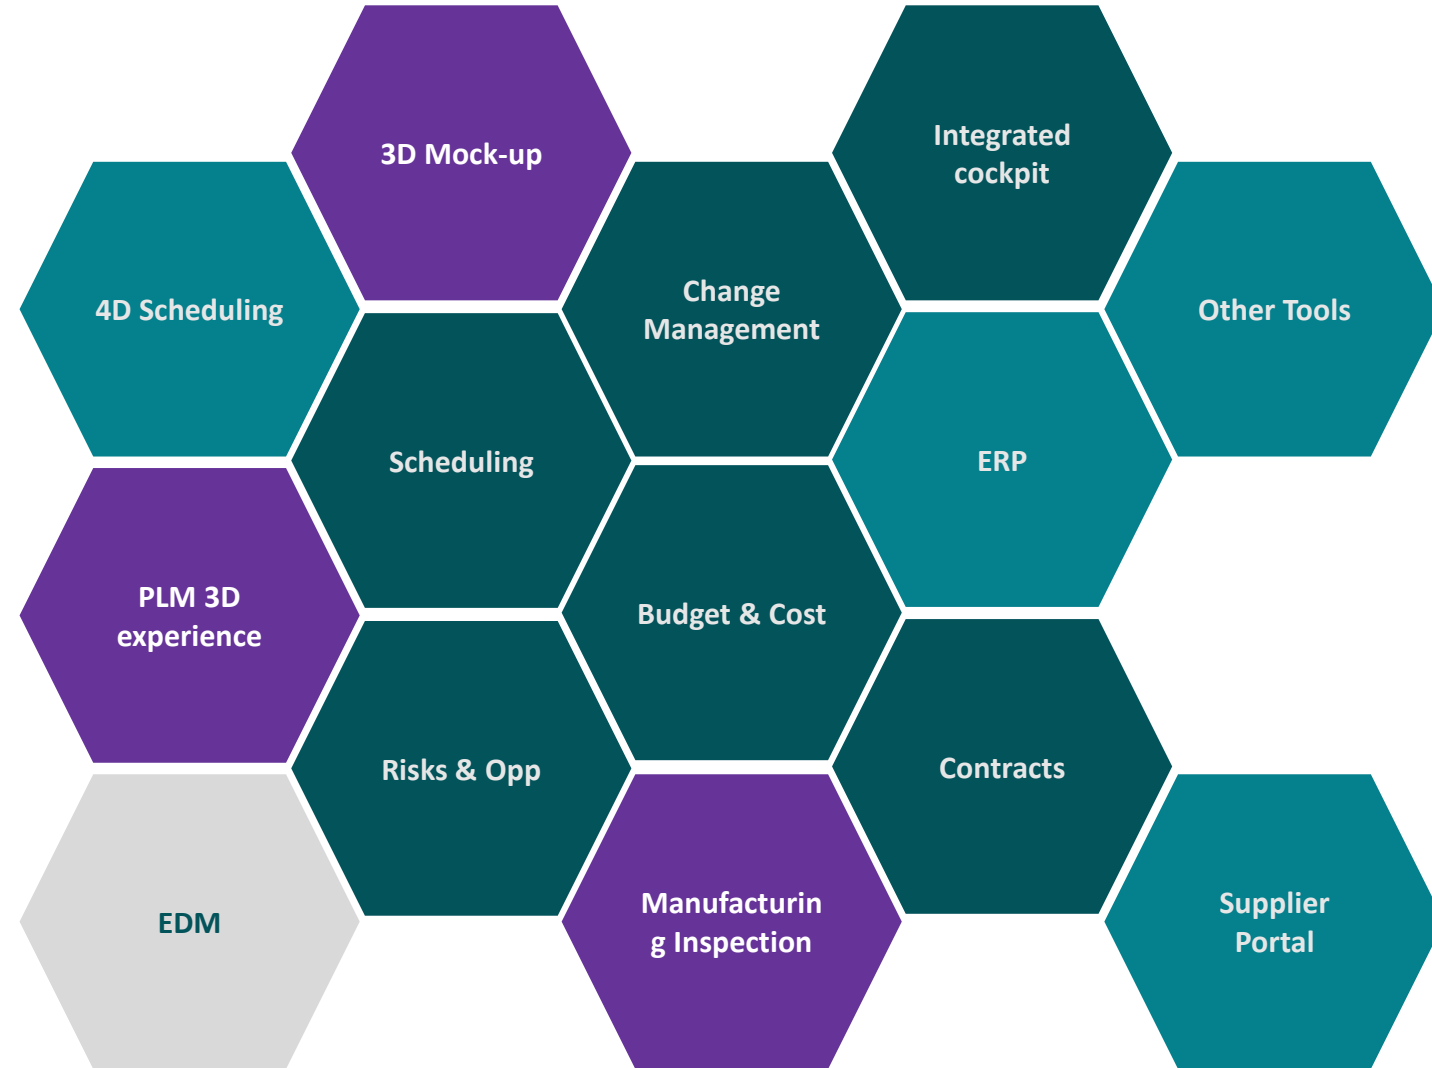 3D Mock-up
Integrated
cockpit
4D Scheduling
Change
Management
Other Tools
Scheduling
ERP
PLM 3D
experience
Budget & Cost
Risks & Opp
Contracts
EDM
Manufacturin
g Inspection
Supplier
Portal